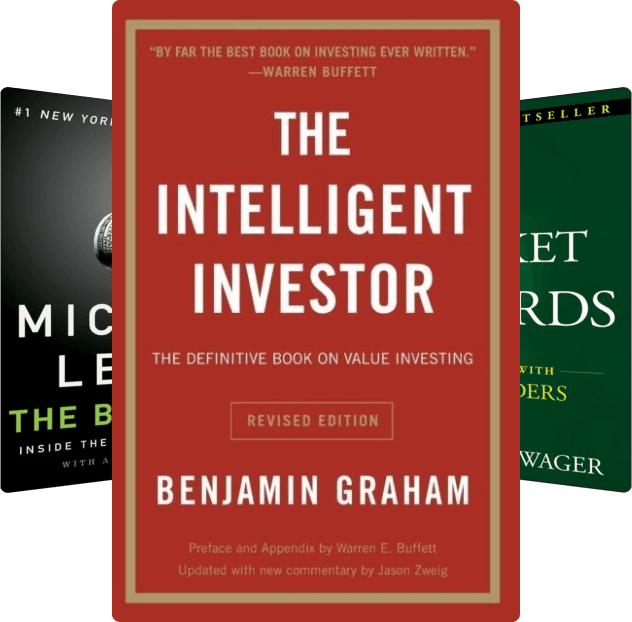 “BY FAR THE BEST BOOK ON INVESTING EVER WRITTEN.”
—WARREN BUFFETT
THE
INTELLIGENT
INVESTOR
THE DEFINITIVE BOOK ON VALUE INVESTING
REVISED EDITION
BENJAMIN GRAHAM
Preface and Appendix by Warren E. Buffett
Updated with new commentary by Jason Zweig
#1 NEW YOR
MIC
LE
THE B
INSIDE THE
WITH A
TSELLER
KET
RDS
WITH
DERS
WAGER